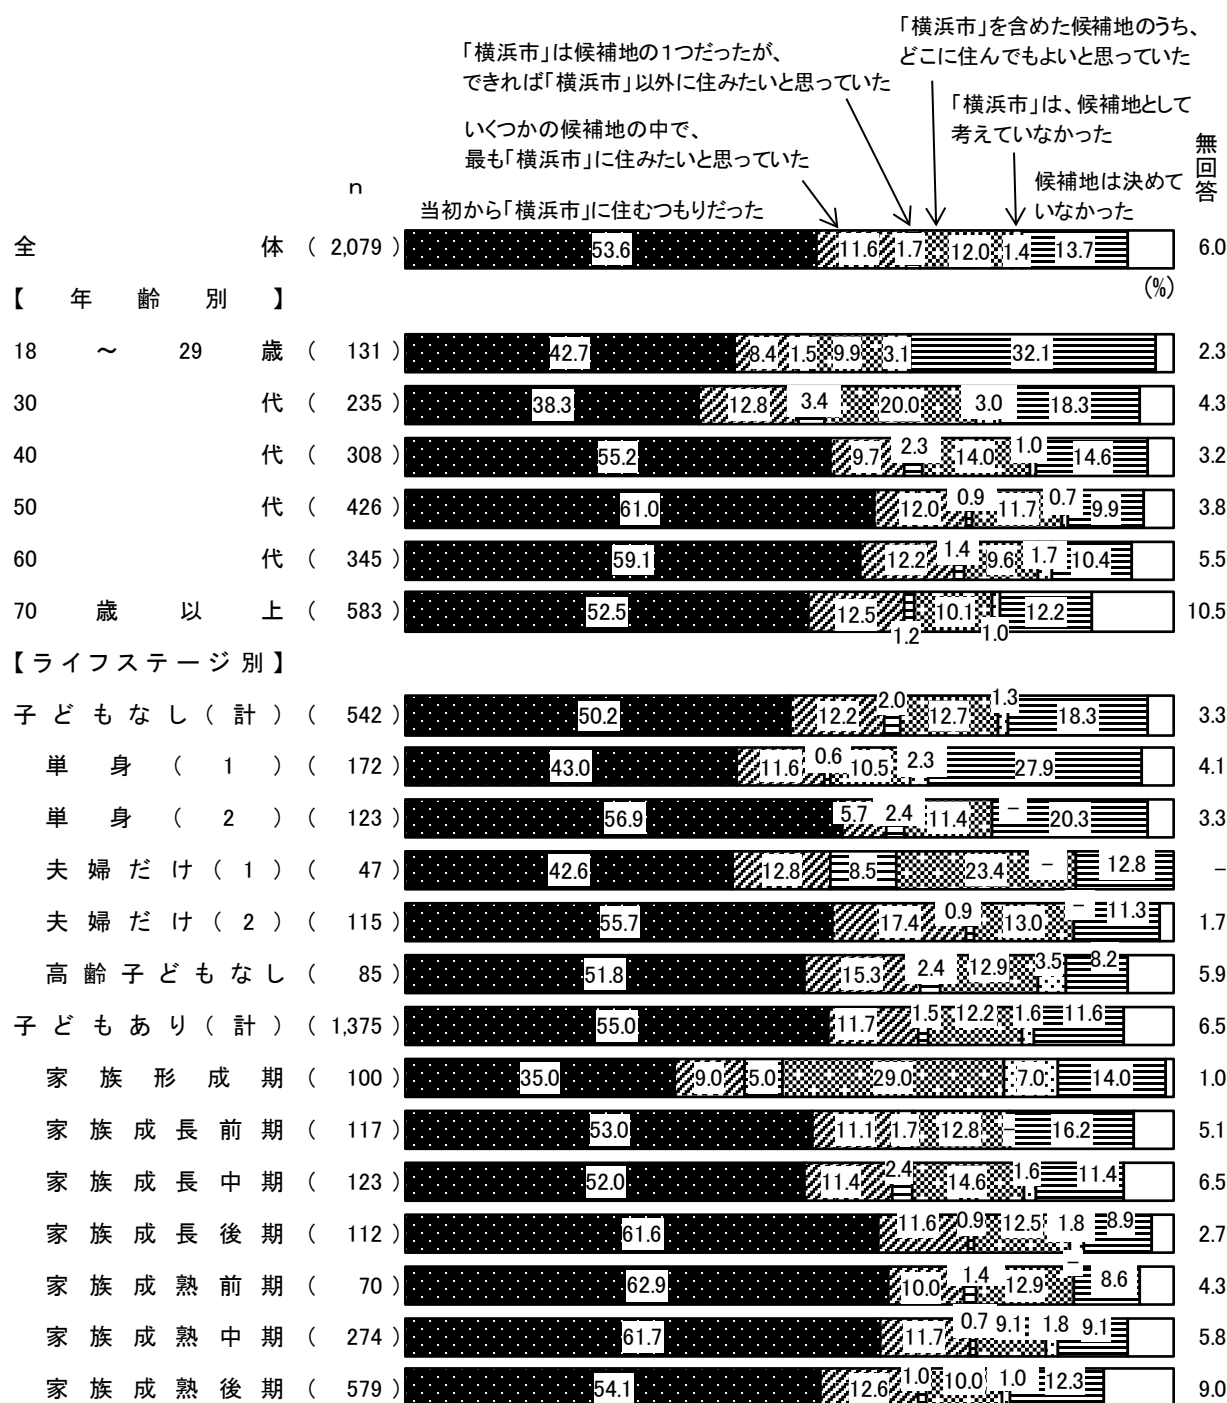 「横浜市」を含めた候補地のうち、
どこに住んでもよいと思っていた
「横浜市」は候補地の1つだったが、
できれば「横浜市」以外に住みたいと思っていた
「横浜市」は、候補地として
考えていなかった
いくつかの候補地の中で、
最も「横浜市」に住みたいと思っていた
候補地は決めて
いなかった
無回答
n
当初から「横浜市」に住むつもりだった
全体 ( 2,079 ) 53.6 11.6 1.7 12.0 1.4 13.7 6.0
(%)
【年齢別】
18～29歳 ( 131 ) 42.7 8.4 1.5 9.9 3.1 32.1 2.3
30代 ( 235 ) 38.3 12.8 3.4 20.0 3.0 18.3 4.3
40代 ( 308 ) 55.2 9.7 2.3 14.0 1.0 14.6 3.2
50代 ( 426 ) 61.0 12.0 0.9 11.7 0.7 9.9 3.8
60代 ( 345 ) 59.1 12.2 1.4 9.6 1.7 10.4 5.5
70歳以上 ( 583 ) 52.5 12.5 1.2 10.1 1.0 12.2 10.5
【ライフステージ別】
子どもなし(計) ( 542 ) 50.2 12.2 2.0 12.7 1.3 18.3 3.3
単身(1) ( 172 ) 43.0 11.6 0.6 10.5 2.3 27.9 4.1
単身(2) ( 123 ) 56.9 5.7 2.4 11.4 － 20.3 3.3
夫婦だけ(1) ( 47 ) 42.6 12.8 8.5 23.4 － 12.8 －
夫婦だけ(2) ( 115 ) 55.7 17.4 0.9 13.0 － 11.3 1.7
高齢子どもなし ( 85 ) 51.8 15.3 2.4 12.9 3.5 8.2 5.9
子どもあり(計) ( 1,375 ) 55.0 11.7 1.5 12.2 1.6 11.6 6.5
家族形成期 ( 100 ) 35.0 9.0 5.0 29.0 7.0 14.0 1.0
家族成長前期 ( 117 ) 53.0 11.1 1.7 12.8 － 16.2 5.1
家族成長中期 ( 123 ) 52.0 11.4 2.4 14.6 1.6 11.4 6.5
家族成長後期 ( 112 ) 61.6 11.6 0.9 12.5 1.8 8.9 2.7
家族成熟前期 ( 70 ) 62.9 10.0 1.4 12.9 － 8.6 4.3
家族成熟中期 ( 274 ) 61.7 11.7 0.7 9.1 1.8 9.1 5.8
家族成熟後期 ( 579 ) 54.1 12.6 1.0 10.0 1.0 12.3 9.0